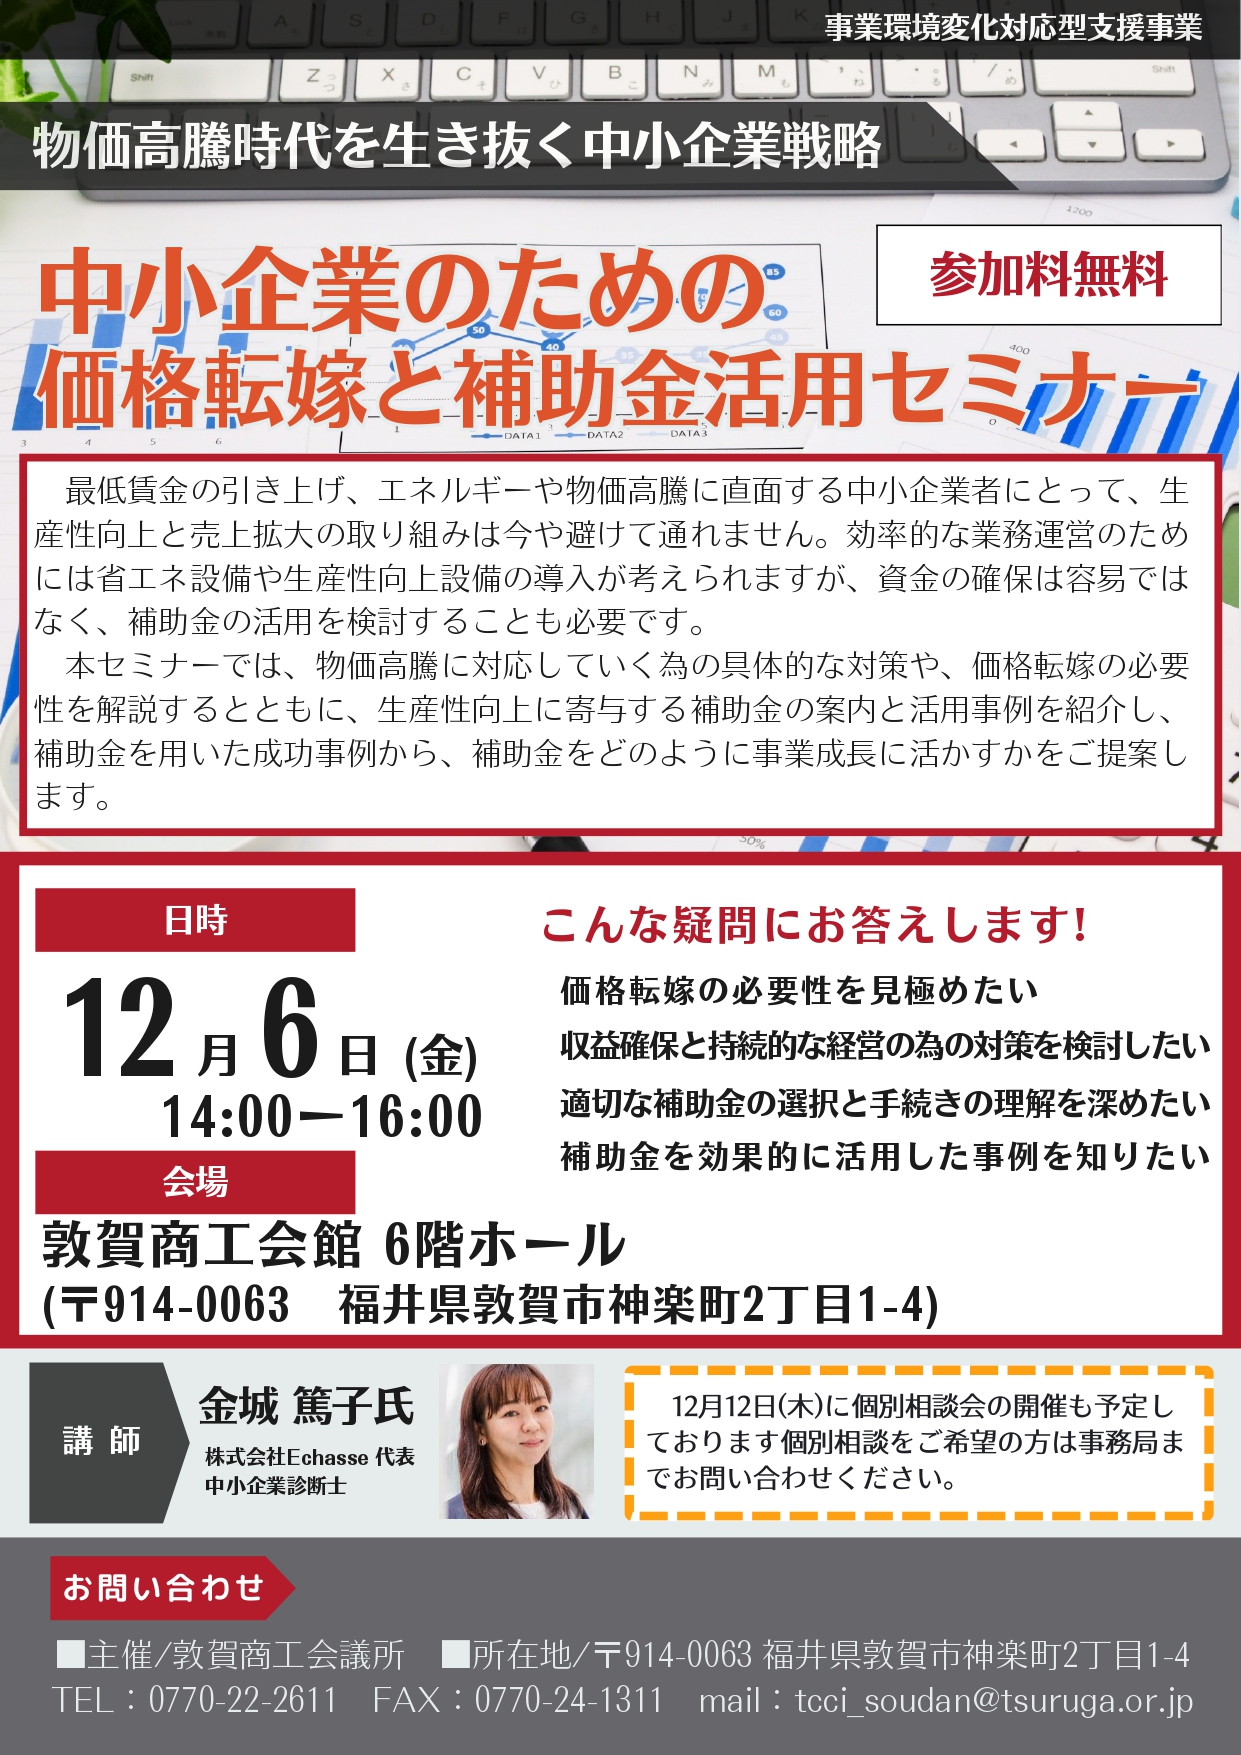 事業環境変化対応型支援事業
物価高騰時代を生き抜く中小企業戦略
参加料無料
中小企業のための
価格転嫁と補助金活用セミナー
最低賃金の引き上げ、エネルギーや物価高騰に直面する中小企業者にとって、生
産性向上と売上拡大の取り組みは今や避けて通れません。効率的な業務運営のため
には省エネ設備や生産性向上設備の導入が考えられますが、資金の確保は容易では
なく、補助金の活用を検討することも必要です。
本セミナーでは、物価高騰に対応していく為の具体的な対策や、価格転嫁の必要
性を解説するとともに、生産性向上に寄与する補助金の案内と活用事例を紹介し、
補助金を用いた成功事例から、補助金をどのように事業成長に活かすかをご提案し
ます。
日時
12月6日 (金)
14:00ー16:00
こんな疑問にお答えします!
価格転嫁の必要性を見極めたい
収益確保と持続的な経営の為の対策を検討したい
適切な補助金の選択と手続きの理解を深めたい
補助金を効果的に活用した事例を知りたい
会場
敦賀商工会館 6階ホール
(〒914-0063　福井県敦賀市神楽町2丁目1-4)
講師
金城 篤子氏
株式会社Echasse 代表
中小企業診断士
12月12日(木)に個別相談会の開催も予定し
ております個別相談をご希望の方は事務局ま
でお問い合わせください。
お問い合わせ
■主催/敦賀商工会議所　■所在地/〒914-0063 福井県敦賀市神楽町2丁目1-4
TEL：0770-22-2611　FAX：0770-24-1311　mail：tcci_soudan@tsuruga.or.jp